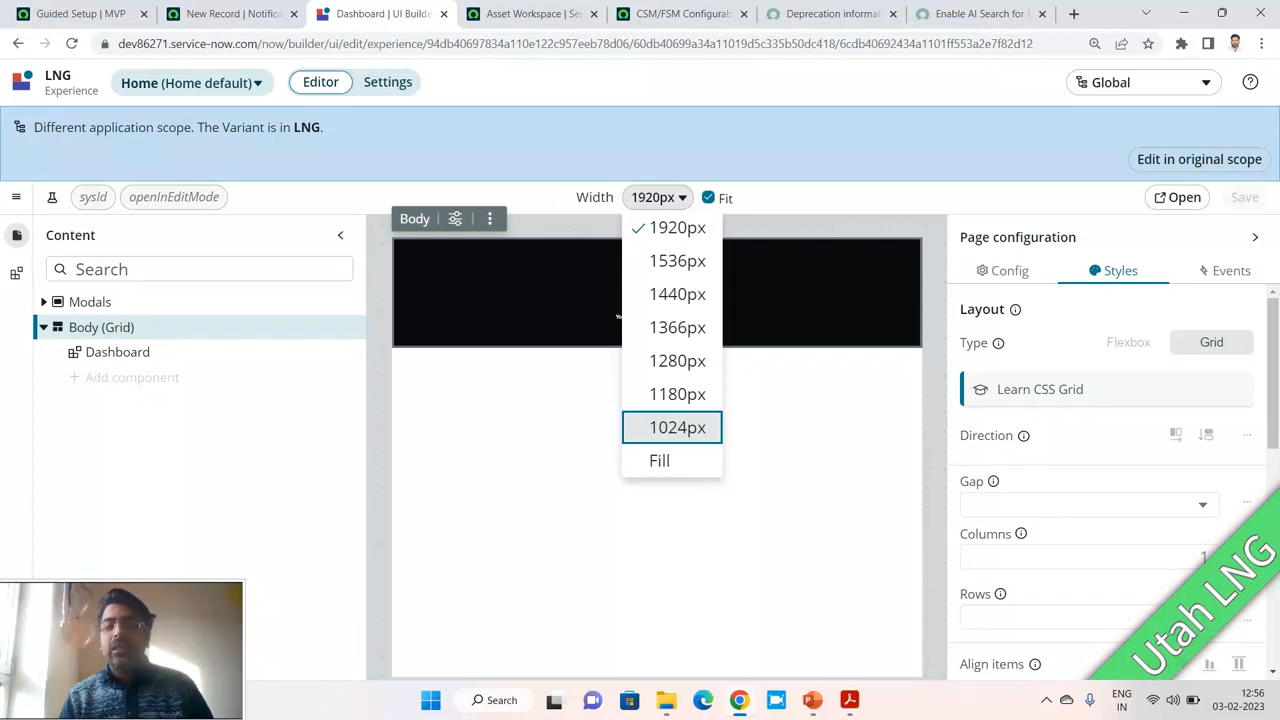 Guided Setup | MVP
New Record | Notifica
Dashboard | UI Builde
Asset Workspace | Se
CSM/FSM Configurab
Deprecation informat
Enable AI Search for
dev86271.service-now.com/now/builder/ui/edit/experience/94db40697834a110e122c957eeb78d06/60db40699a34a11019d5c335b50dc418/6cdb40692434a1101ff553a2e7f82d12
LNG
Experience
Home (Home default)
Editor
Settings
Global
Different application scope. The Variant is in LNG.
Edit in original scope
sysId
openInEditMode
Width
1920px
Fit
Open
Save
Content
Search
Modals
Body (Grid)
Dashboard
+ Add component
Body
1920px
1536px
1440px
1366px
1280px
1180px
1024px
Fill
Page configuration
Config
Styles
Events
Layout
Type
Flexbox
Grid
Learn CSS Grid
Direction
Gap
Columns
1
Rows
Align items
Utah LNG
Search
ENG
IN
2:56
03-02-2023